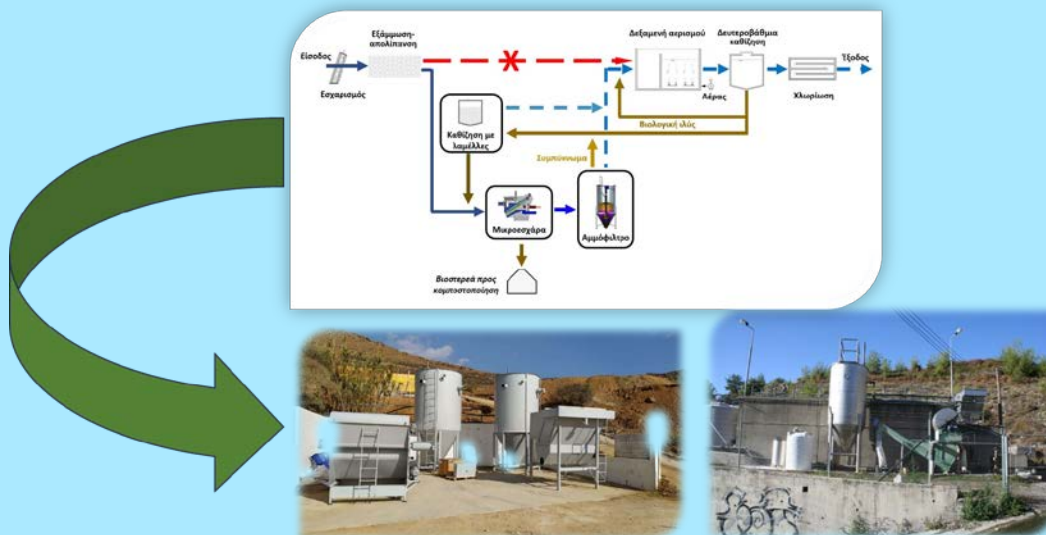 Είσοδος
Εσχαρισμός
Εξάμμωση-
απολίπανση
Δεξαμενή αερισμού
Αέρας
Δευτεροβάθμια
καθίζηση
Χλωρίωση
Έξοδος
Βιολογική ιλύς
Καθίζηση με
λαμέλλες
Συμπύκνωμα
Μικροεσχάρα
Αμμόφιλτρο
Βιοστερεά προς
κομποστοποίηση